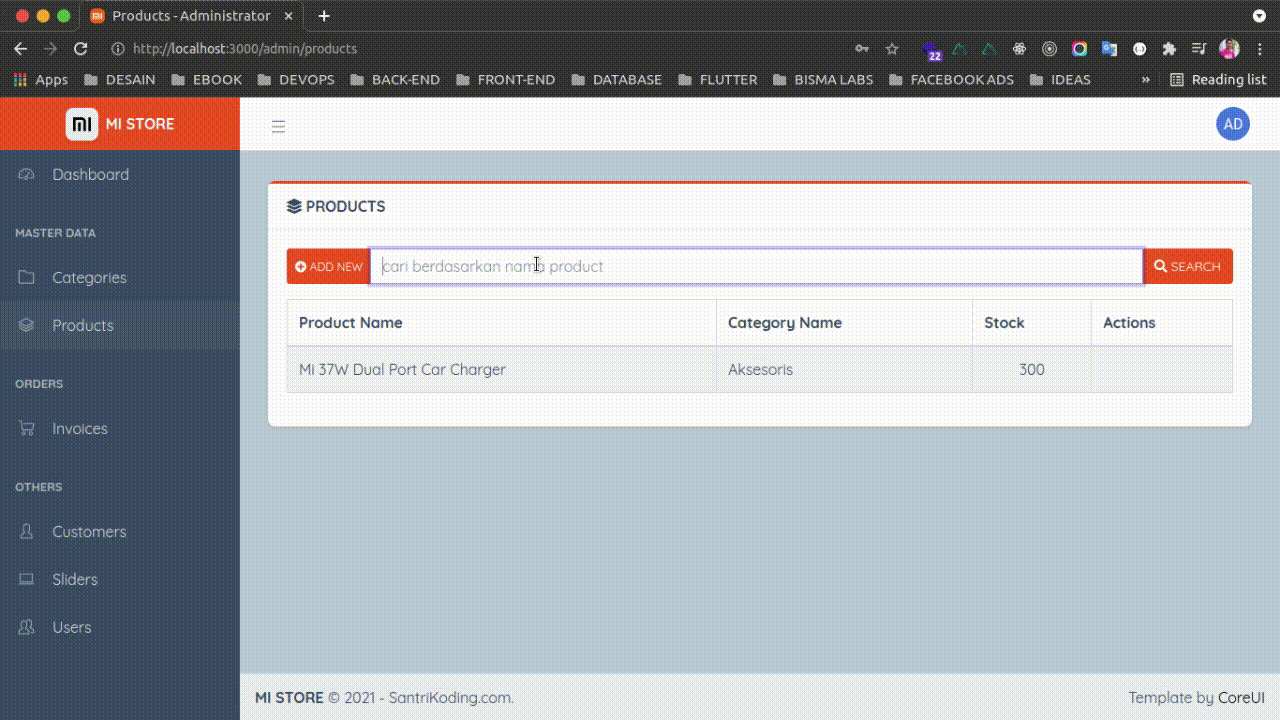 Products - Administrator
http://localhost:3000/admin/products
22
Apps DESAIN EBOOK DEVOPS BACK-END FRONT-END DATABASE FLUTTER BISMA LABS FACEBOOK ADS IDEAS » Reading list
MI STORE
AD
Dashboard
MASTER DATA
Categories
Products
ORDERS
Invoices
OTHERS
Customers
Sliders
Users
PRODUCTS
ADD NEW cari berdasarkan nama product SEARCH
Product Name Category Name Stock Actions
Mi 37W Dual Port Car Charger Aksesoris 300
MI STORE © 2021 - SantriKoding.com. Template by CoreUI